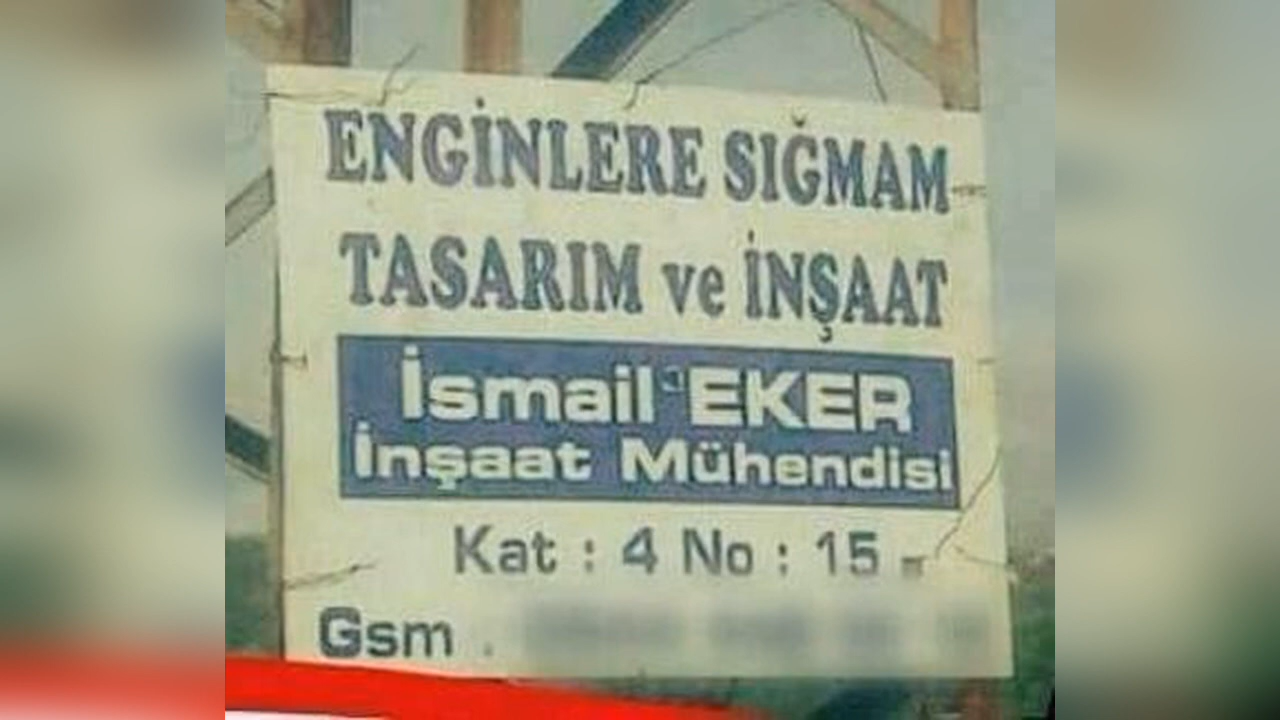 ENGİNLERE SIĞMAM
TASARIM ve İNŞAAT
İsmail EKER
İnşaat Mühendisi
Kat : 4 No : 15
Gsm